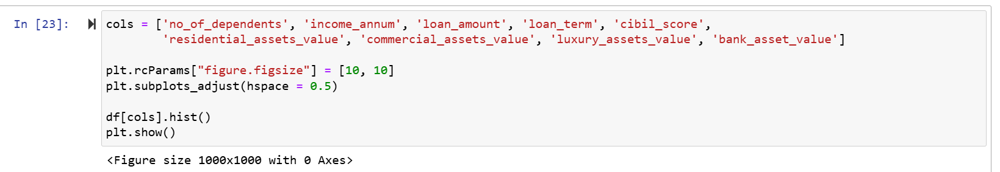 In [23]:
cols = ['no_of_dependents', 'income_annum', 'loan_amount', 'loan_term', 'cibil_score',
        'residential_assets_value', 'commercial_assets_value', 'luxury_assets_value', 'bank_asset_value']
plt.rcParams["figure.figsize"] = [10, 10]
plt.subplots_adjust(hspace = 0.5)
df[cols].hist()
plt.show()
<Figure size 1000x1000 with 0 Axes>